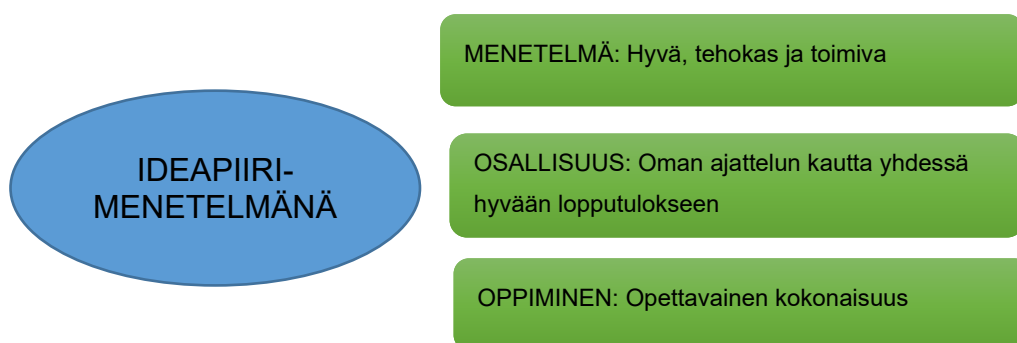 MENETELMÄ: Hyvä, tehokas ja toimiva
IDEAPIIRI-
MENETELMÄNÄ
OSALLISUUS: Oman ajattelun kautta yhdessä
hyvään lopputulokseen
OPPIMINEN: Opettavainen kokonaisuus